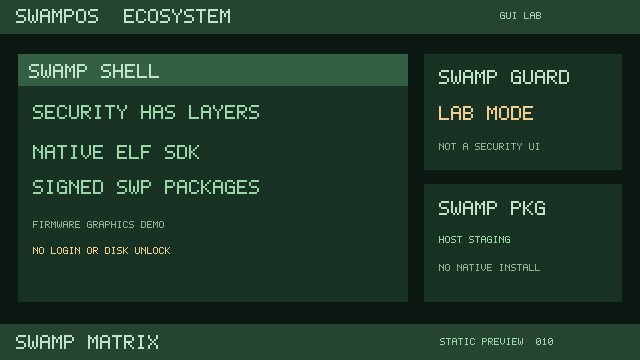 SWAMPOS ECOSYSTEM
GUI LAB
SWAMP SHELL
SECURITY HAS LAYERS
NATIVE ELF SDK
SIGNED SWP PACKAGES
FIRMWARE GRAPHICS DEMO
NO LOGIN OR DISK UNLOCK
SWAMP GUARD
LAB MODE
NOT A SECURITY UI
SWAMP PKG
HOST STAGING
NO NATIVE INSTALL
SWAMP MATRIX
STATIC PREVIEW 010